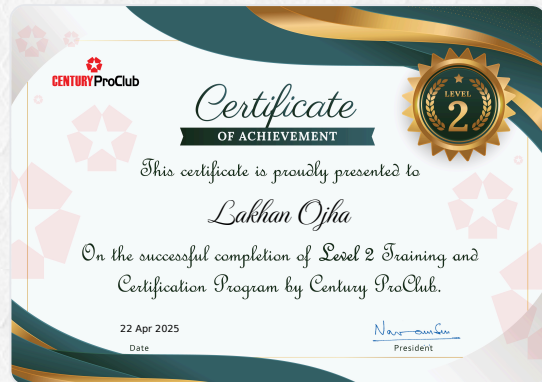 CENTURY ProClub
Certificate
OF ACHIEVEMENT
LEVEL
2
This certificate is proudly presented to
Lakhan Ojha
On the successful completion of Level 2 Training and
Certification Program by Century ProClub.
22 Apr 2025
Date
President